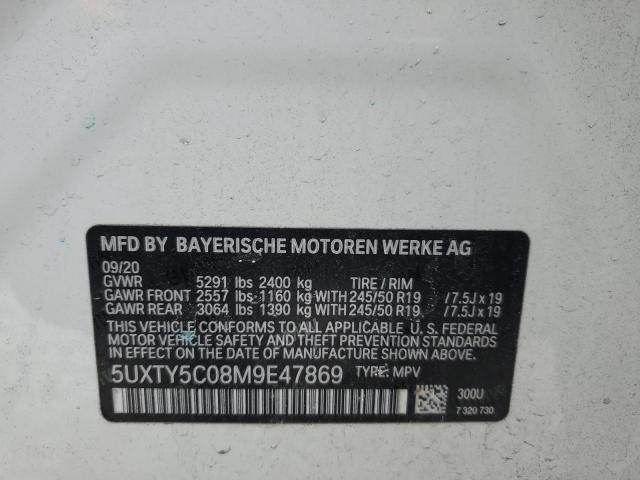 MFD BY BAYERISCHE MOTOREN WERKE AG
09/20
GVWR 5291 lbs 2400 kg TIRE / RIM
GAWR FRONT 2557 lbs 1160 kg WITH 245/50 R19 / 7.5J x 19
GAWR REAR 3064 lbs 1390 kg WITH 245/50 R19 / 7.5J x 19
THIS VEHICLE CONFORMS TO ALL APPLICABLE U. S. FEDERAL
MOTOR VEHICLE SAFETY, BUMPER, AND THEFT PREVENTION
STANDARDS IN EFFECT ON THE DATE OF MANUFACTURE SHOWN ABOVE.
5UXTY5C08M9E47869 TYPE: MPV
300U
7 320 730